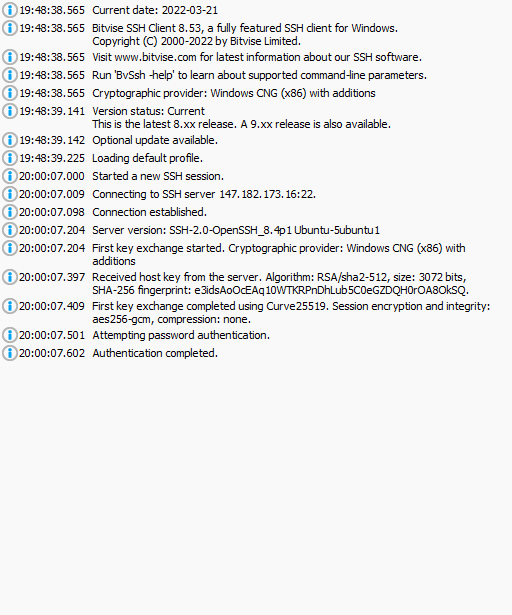 19:48:38.565 Current date: 2022-03-21
19:48:38.565 Bitvise SSH Client 8.53, a fully featured SSH client for Windows.
Copyright (C) 2000-2022 by Bitvise Limited.
19:48:38.565 Visit www.bitvise.com for latest information about our SSH software.
19:48:38.565 Run 'BvSsh -help' to learn about supported command-line parameters.
19:48:38.565 Cryptographic provider: Windows CNG (x86) with additions
19:48:39.141 Version status: Current
This is the latest 8.xx release. A 9.xx release is also available.
19:48:39.142 Optional update available.
19:48:39.225 Loading default profile.
20:00:07.000 Started a new SSH session.
20:00:07.009 Connecting to SSH server 147.182.173.16:22.
20:00:07.098 Connection established.
20:00:07.204 Server version: SSH-2.0-OpenSSH_8.4p1 Ubuntu-5ubuntu1
20:00:07.204 First key exchange started. Cryptographic provider: Windows CNG (x86) with
additions
20:00:07.397 Received host key from the server. Algorithm: RSA/sha2-512, size: 3072 bits,
SHA-256 fingerprint: e3idsAoOcEAq10WTKRPnDhLub5C0eGZDQH0rOA8OkSQ.
20:00:07.409 First key exchange completed using Curve25519. Session encryption and integrity:
aes256-gcm, compression: none.
20:00:07.501 Attempting password authentication.
20:00:07.602 Authentication completed.